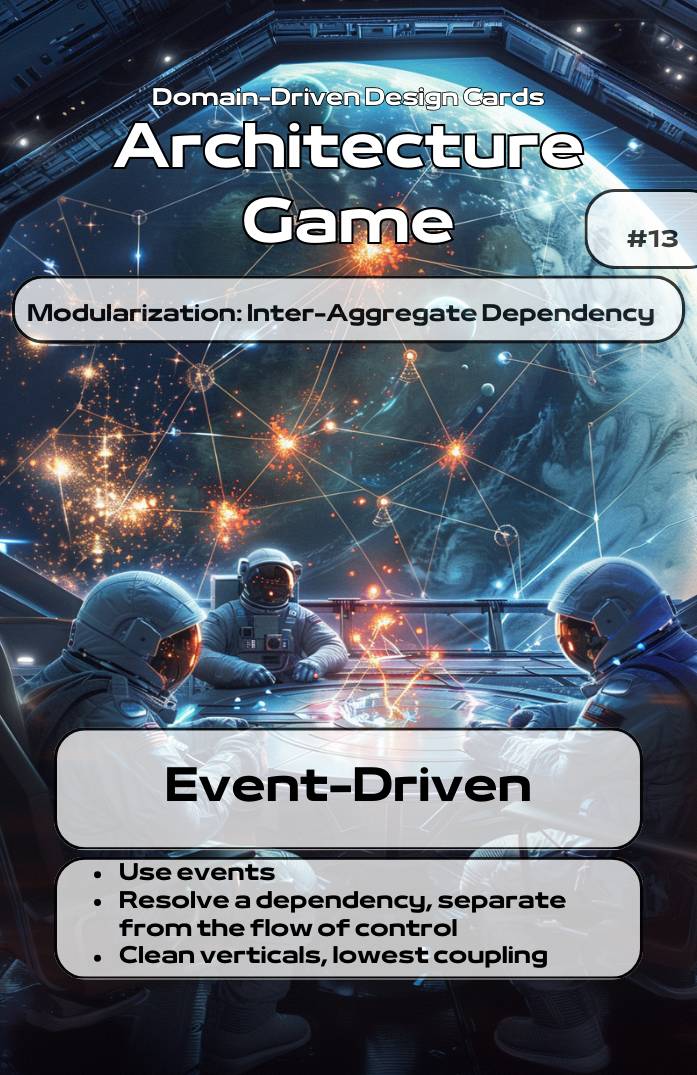 Domain-Driven Design Cards
Architecture
Game
#13
Modularization: Inter-Aggregate Dependency
Event-Driven
• Use events
• Resolve a dependency, separate
from the flow of control
• Clean verticals, lowest coupling